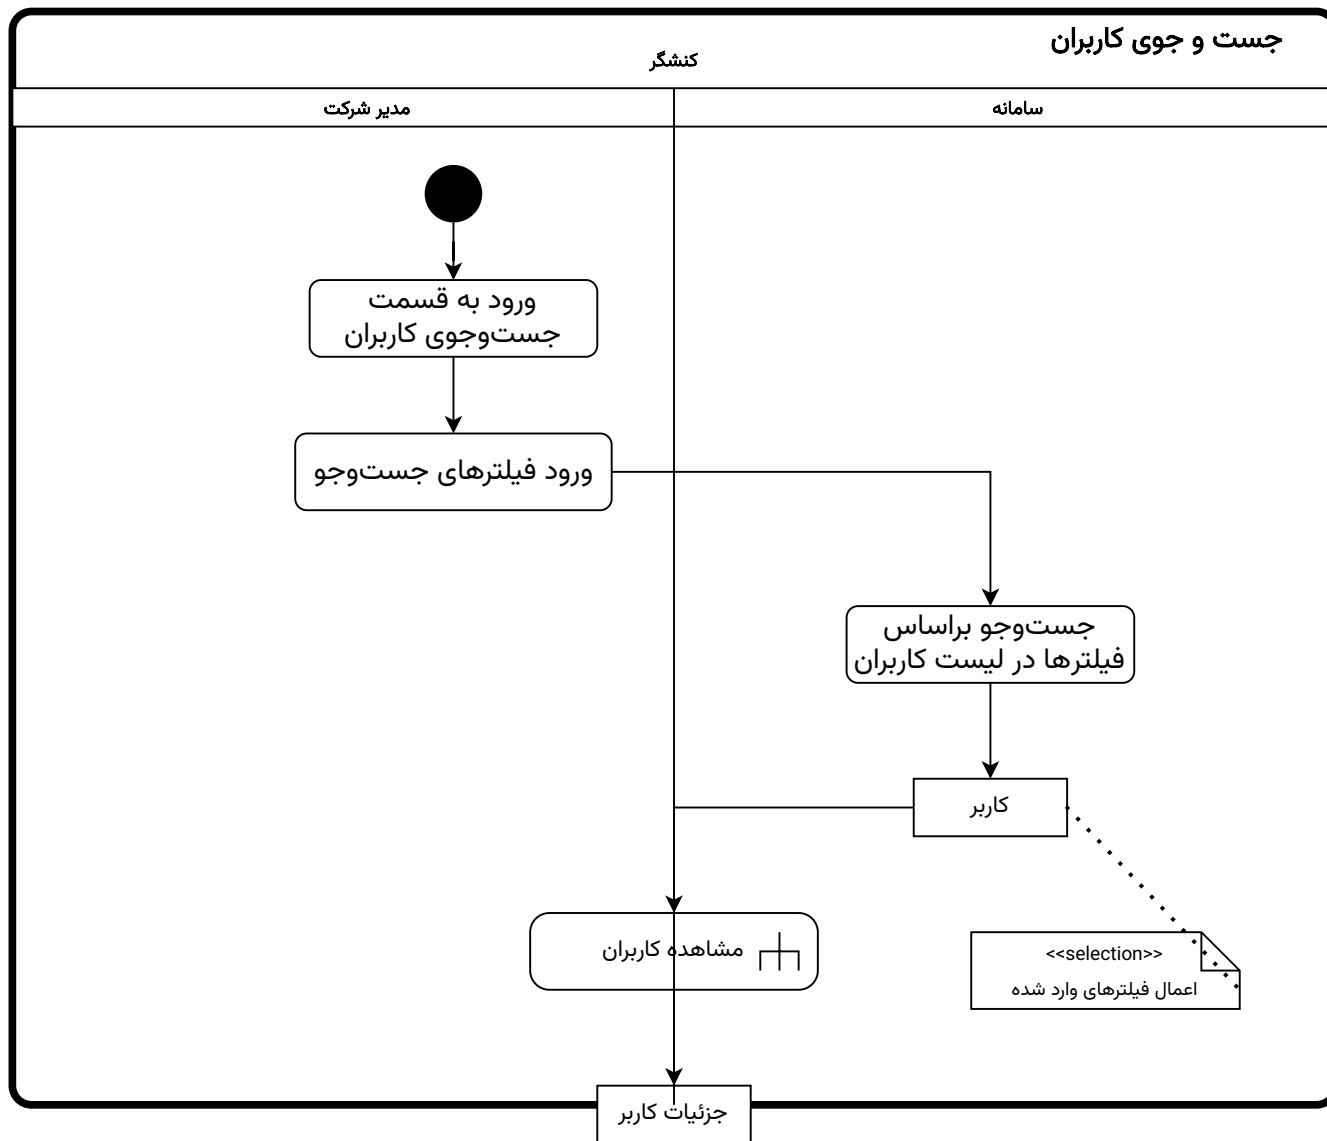 جست و جوی کاربران
کنشگر
سامانه
مدیر شرکت
ورود به قسمت
جست‌وجوی کاربران
ورود فیلترهای جست‌وجو
جست‌وجو براساس
فیلترها در لیست کاربران
کاربر
مشاهده کاربران
<<selection>>
اعمال فیلترهای وارد شده
جزئیات کاربر